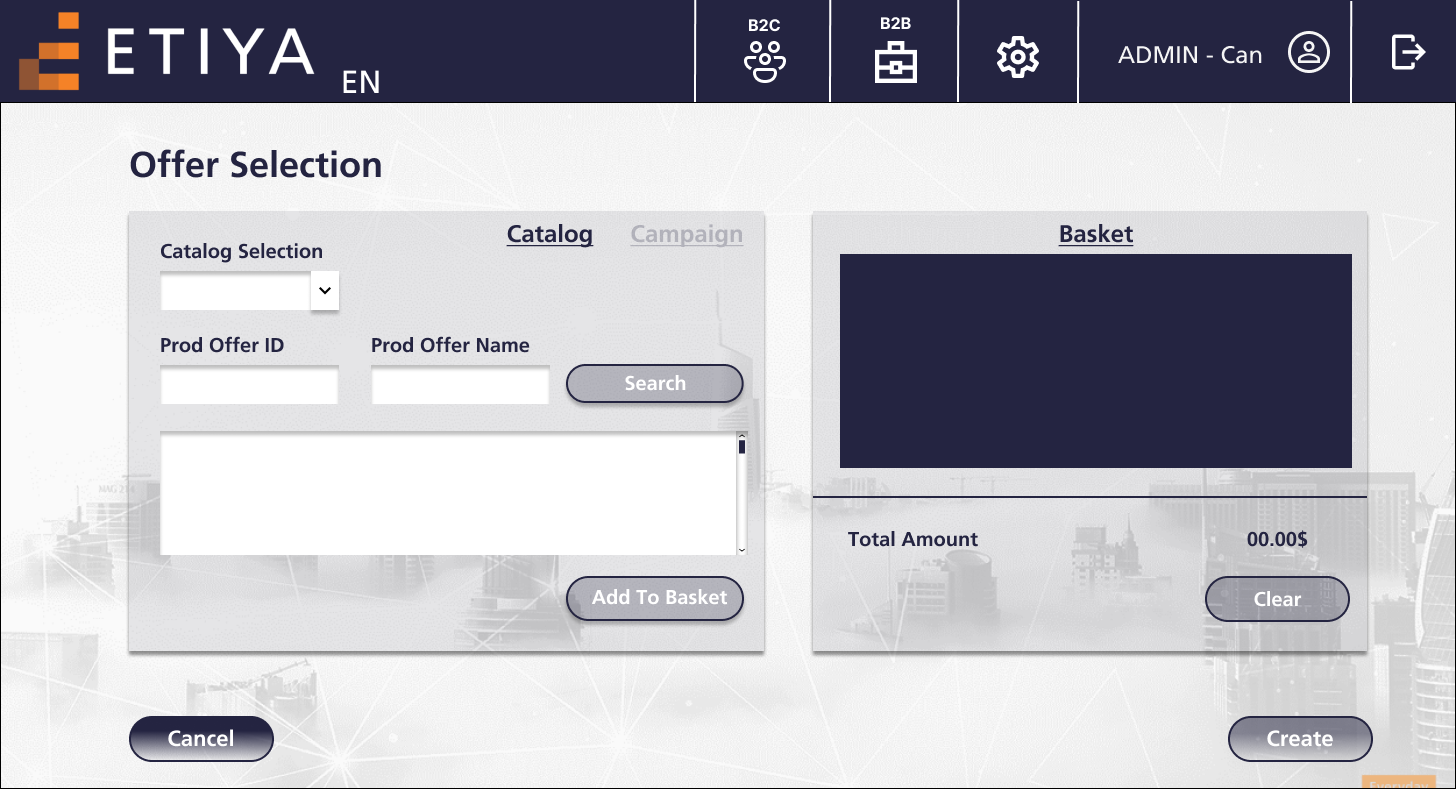 ETIYA
EN
B2C
B2B
ADMIN - Can
Offer Selection
Catalog Campaign
Catalog Selection
Prod Offer ID Prod Offer Name
Search
Add To Basket
Basket
Total Amount 00.00$
Clear
Cancel
Create
Everyday